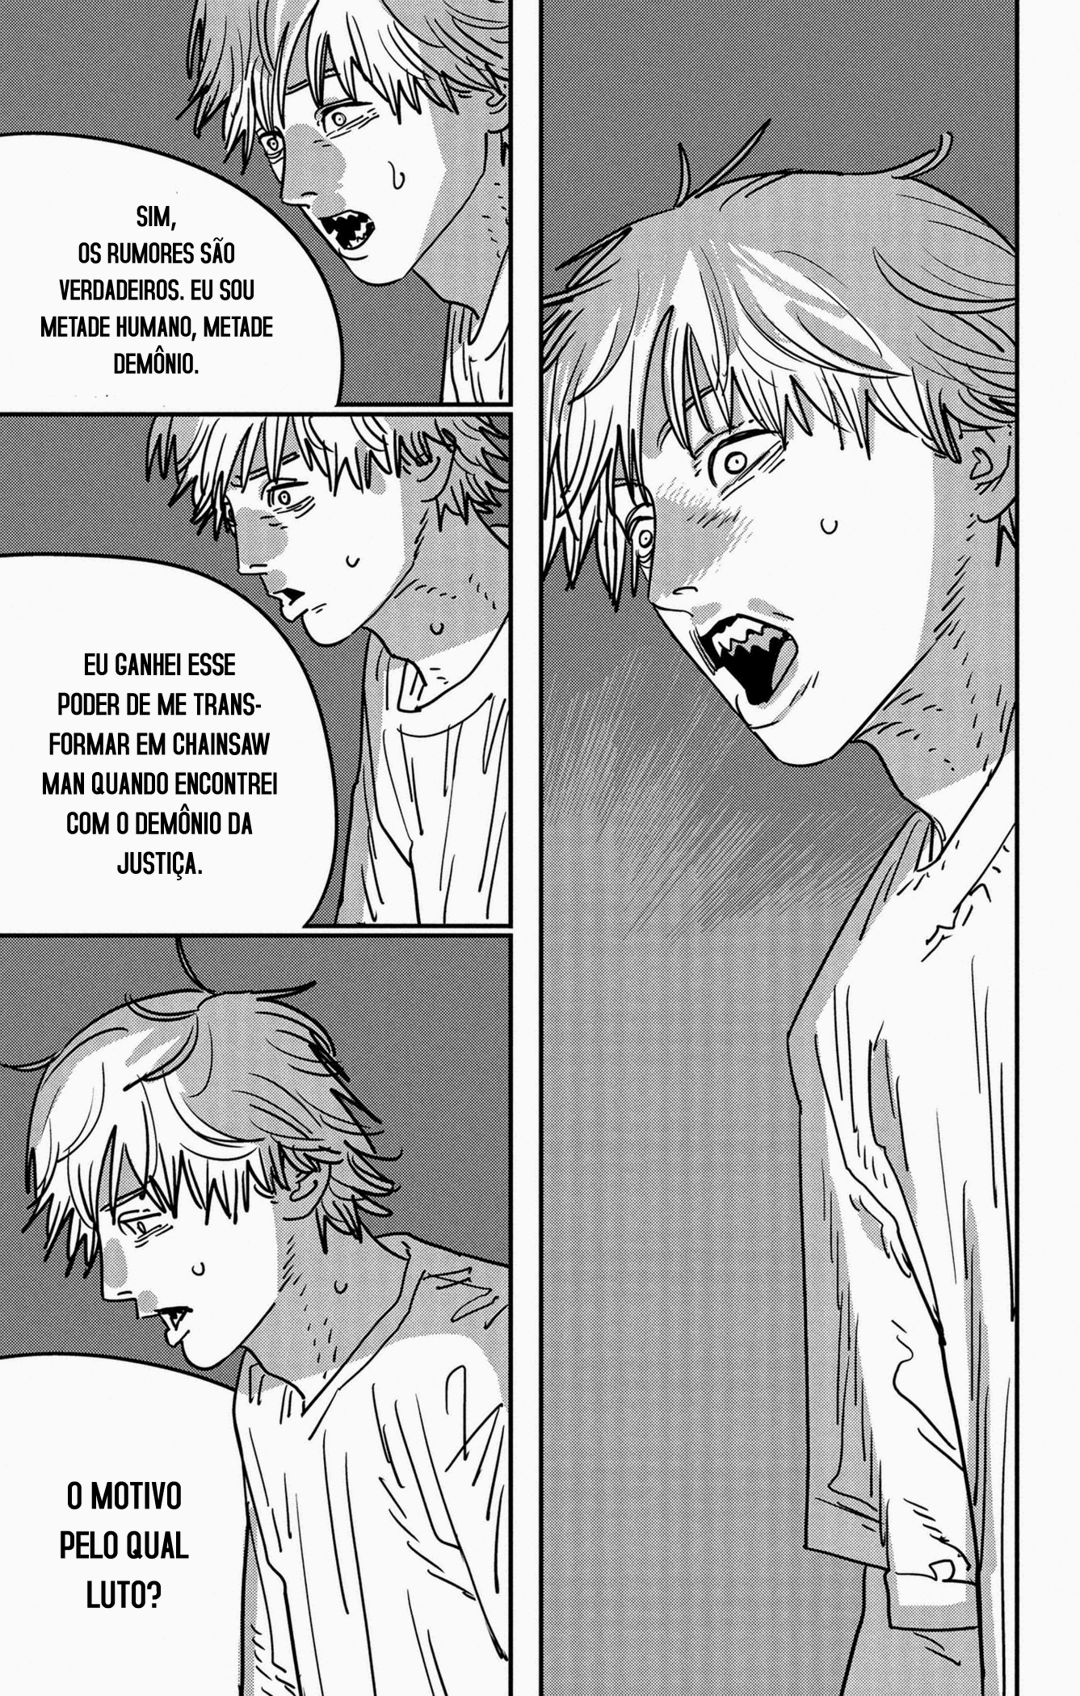 SIM,
OS RUMORES SÃO
VERDADEIROS. EU SOU
METADE HUMANO, METADE
DEMÔNIO.
EU GANHEI ESSE
PODER DE ME TRANS-
FORMAR EM CHAINSAW
MAN QUANDO ENCONTREI
COM O DEMÔNIO DA
JUSTIÇA.
O MOTIVO
PELO QUAL
LUTO?